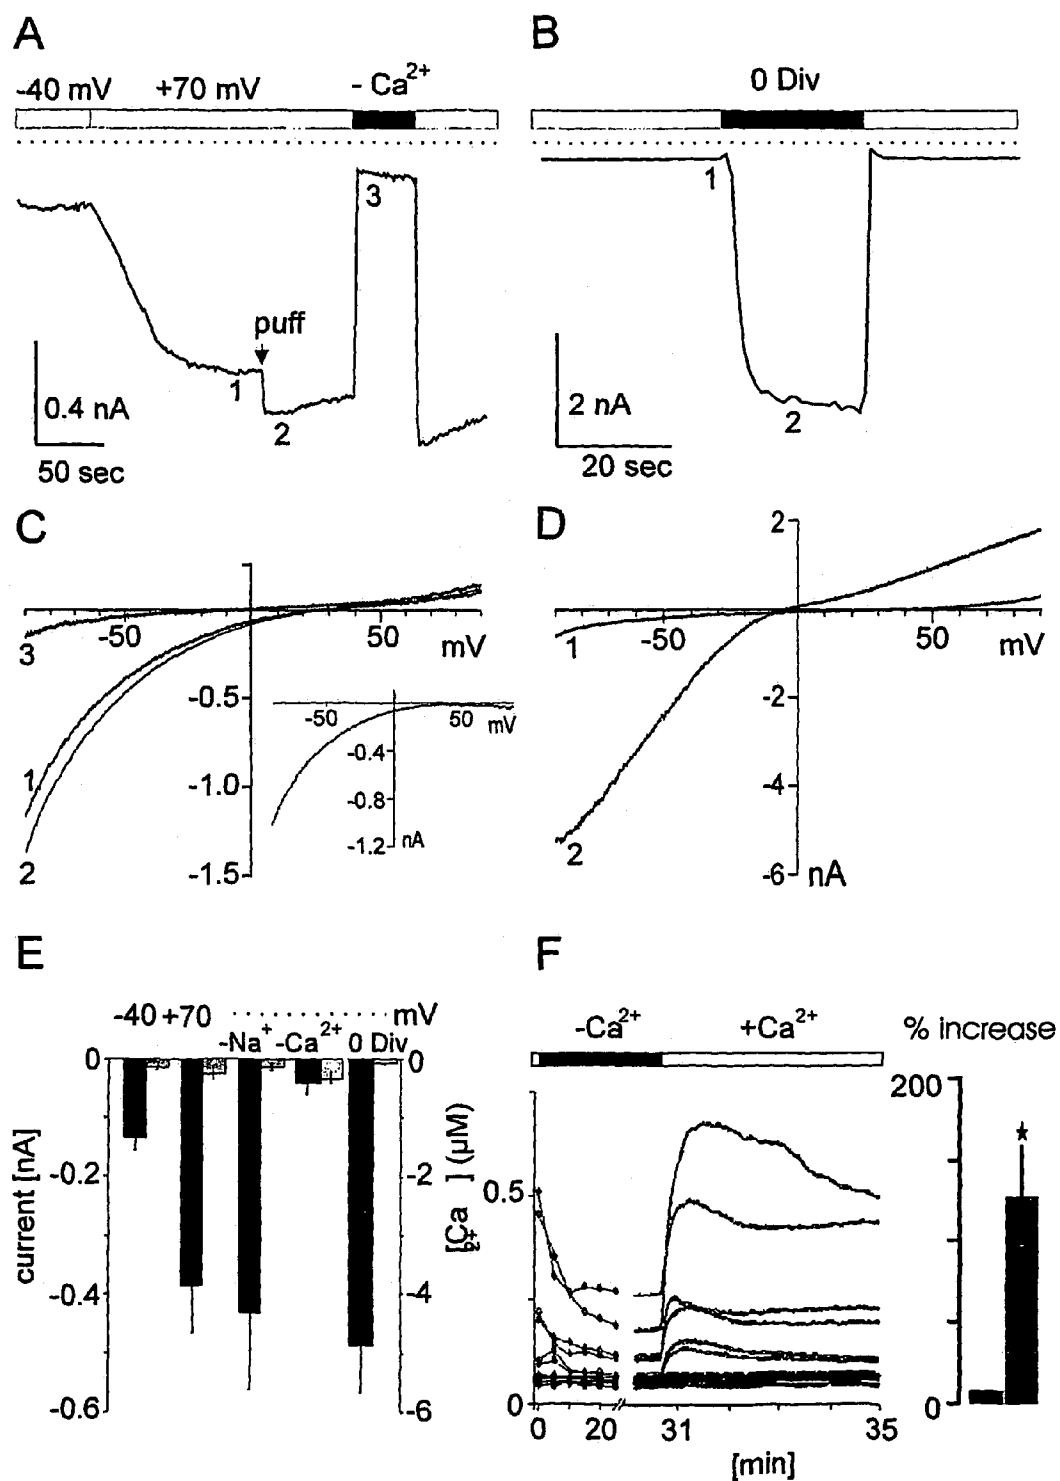 A
B
-40 mV +70 mV - Ca2+
0 Div
1
3
puff
1
2
0.4 nA
50 sec
2
2 nA
20 sec
C
D
-50 50 mV
3
-0.5
1
-1.0
2
-1.5
-50 50 mV
-0.4
-0.8
-1.2 nA
2
-50 50 mV
1
-2
-4
2
-6 nA
E
F
-40 +70 mV
-Na+ -Ca2+ 0 Div
0
-0.2
-0.4
-0.6
current [nA]
0
-2
-4
-6
[Ca2+] (µM)
-Ca2+ +Ca2+ % increase
0.5
0
0 20 31 35
[min]
200
0
*